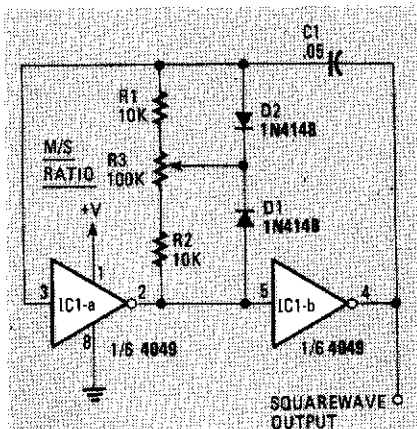 C1
.05
R1
10K
D2
1N4148
M/S
RATIO
R3
100K
+V
D1
1N4148
R2
10K
1
3
IC1-a
2
5
IC1-b
4
8
1/6 4049
1/6 4049
SQUAREWAVE
OUTPUT